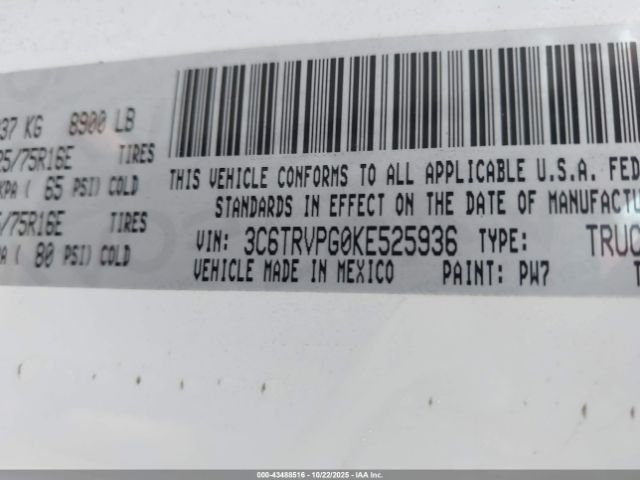 37 KG 8900 LB
75R16E TIRES
KPA ( 65 PSI) COLD
/75R16E TIRES
( 80 PSI) COLD
THIS VEHICLE CONFORMS TO ALL APPLICABLE U.S.A. FED
STANDARDS IN EFFECT ON THE DATE OF MANUFACTU
VIN: 3C6TRVPG0KE525936 TYPE: TRUC
VEHICLE MADE IN MEXICO PAINT: PW7
000-43488516 - 10/22/2025 - IAA Inc.